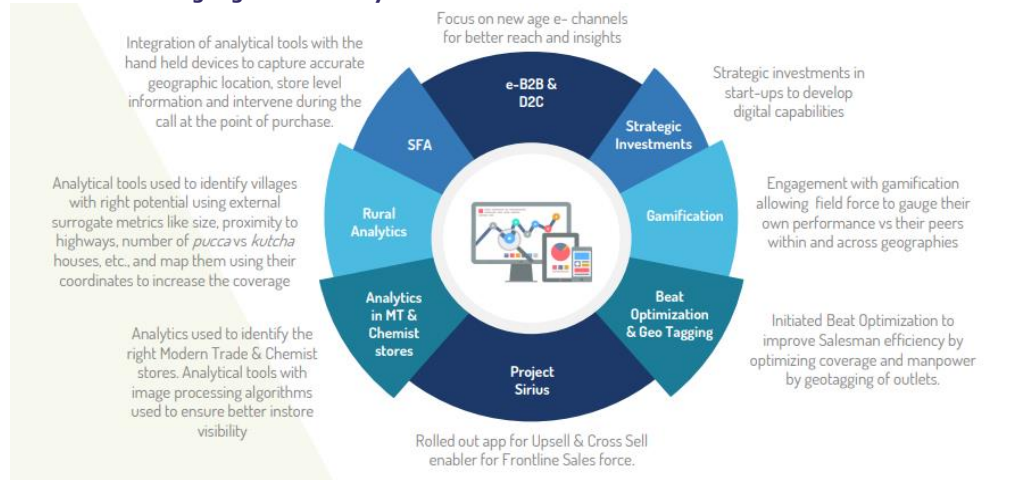 Focus on new age e- channels
for better reach and insights
e-B2B &
D2C
Strategic investments in
start-ups to develop
digital capabilities
Strategic
Investments
Engagement with gamification
allowing field force to gauge their
own performance vs their peers
within and across geographies
Gamification
Initiated Beat Optimization to
improve Salesman efficiency by
optimizing coverage and manpower
by geotagging of outlets.
Beat
Optimization
& Geo Tagging
Project
Sirius
Rolled out app for Upsell & Cross Sell
enabler for Frontline Sales force.
Analytics
in MT &
Chemist
stores
Analytics used to identify the
right Modern Trade & Chemist
stores. Analytical tools with
image processing algorithms
used to ensure better instore
visibility
Rural
Analytics
Analytical tools used to identify villages
with right potential using external
surrogate metrics like size, proximity to
highways, number of pucca vs kutcha
houses, etc., and map them using their
coordinates to increase the coverage
SFA
Integration of analytical tools with the
hand held devices to capture accurate
geographic location, store level
information and intervene during the
call at the point of purchase.